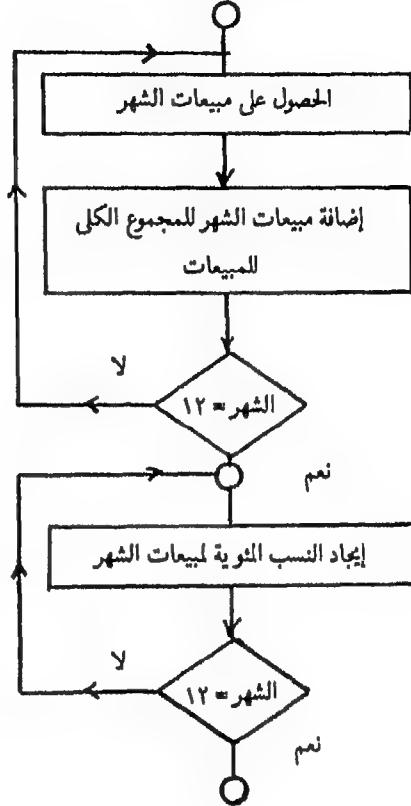 الحصول على مبيعات الشهر
إضافة مبيعات الشهر للمجموع الكلى
للمبيعات
لا
الشهر = ١٢
نعم
إيجاد النسب المئوية لمبيعات الشهر
لا
الشهر = ١٢
نعم